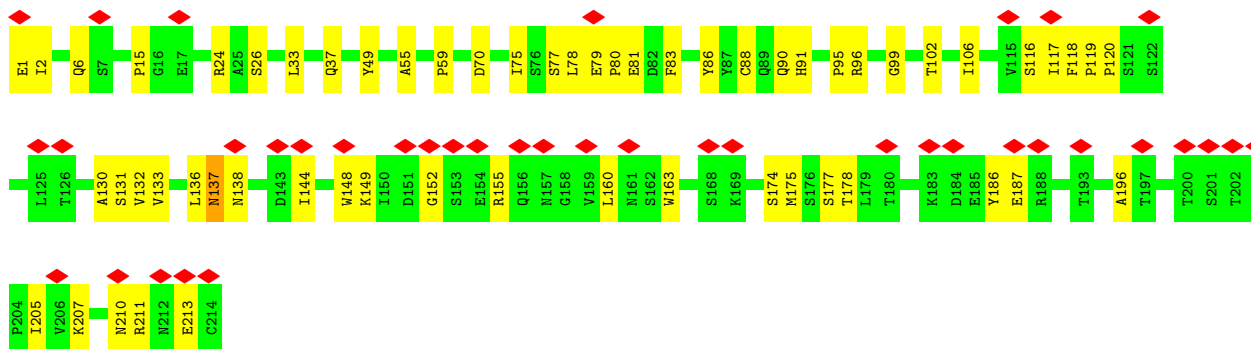 E1 I2 Q6 S7 P15 G16 E17 R24 A25 S26 L33 Q37 Y49 A55 P59 D70 I75 S76 S77 L78 E79 P80 E81 D82 F83 Y86 Y87 C88 Q89 Q90 H91 P95 R96 G99 T102 I106 V115 S116 I117 F118 P119 P120 S121 S122
L125 T126 A130 S131 V132 V133 L136 N137 N138 D143 I144 W148 K149 I150 D151 G152 S153 E154 R155 Q156 N157 G158 V159 L160 N161 S162 W163 S168 K169 S174 M175 S176 S177 T178 L179 T180 K183 D184 E185 Y186 E187 R188 T193 A196 T197 T200 S201 T202
P204 I205 V206 K207 N210 R211 N212 E213 C214